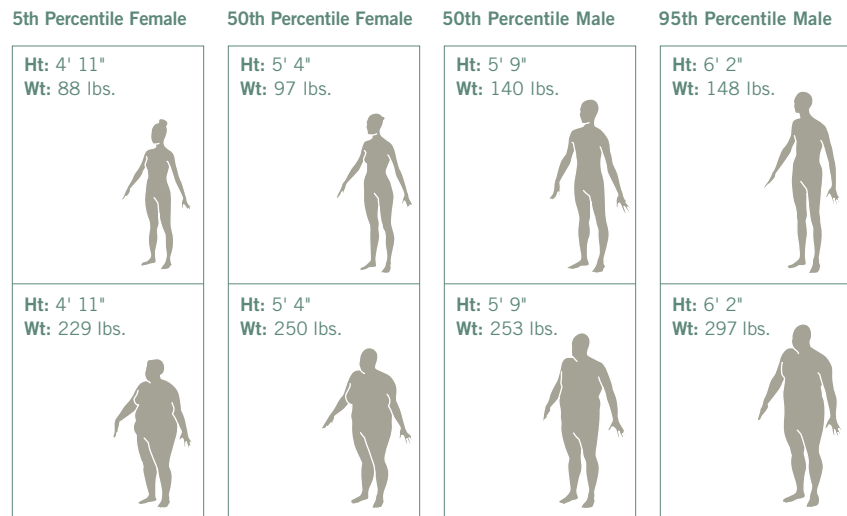 5th Percentile Female
50th Percentile Female
50th Percentile Male
95th Percentile Male
Ht: 4' 11"
Wt: 88 lbs.
Ht: 5' 4"
Wt: 97 lbs.
Ht: 5' 9"
Wt: 140 lbs.
Ht: 6' 2"
Wt: 148 lbs.
Ht: 4' 11"
Wt: 229 lbs.
Ht: 5' 4"
Wt: 250 lbs.
Ht: 5' 9"
Wt: 253 lbs.
Ht: 6' 2"
Wt: 297 lbs.